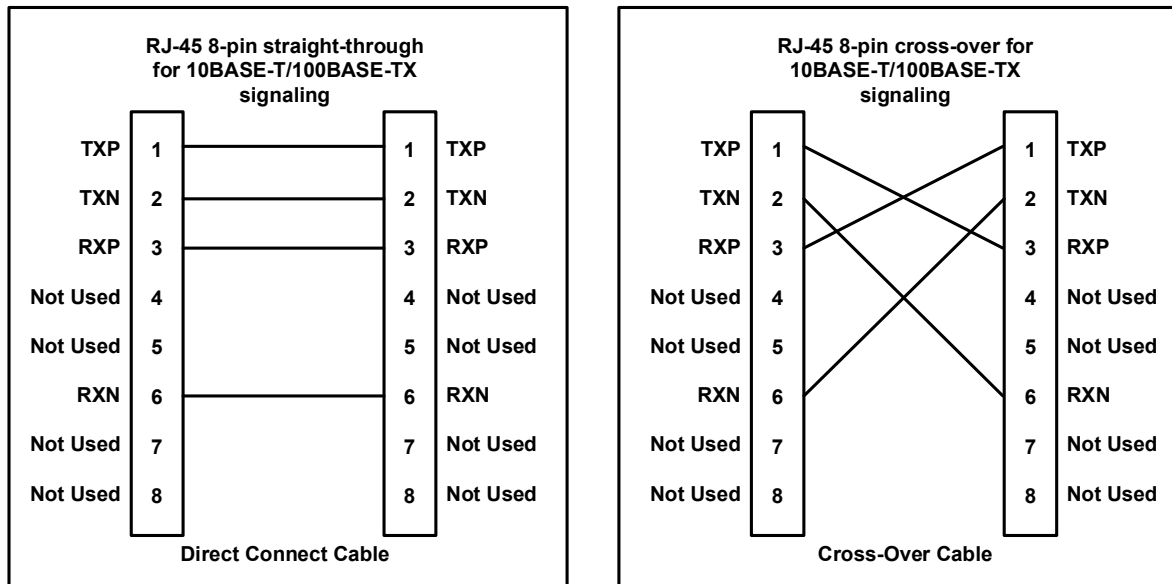 RJ-45 8-pin straight-through
for 10BASE-T/100BASE-TX
signaling
TXP 1 1 TXP
TXN 2 2 TXN
RXP 3 3 RXP
Not Used 4 4 Not Used
Not Used 5 5 Not Used
RXN 6 6 RXN
Not Used 7 7 Not Used
Not Used 8 8 Not Used
Direct Connect Cable
RJ-45 8-pin cross-over for
10BASE-T/100BASE-TX
signaling
TXP 1 1 TXP
TXN 2 2 TXN
RXP 3 3 RXP
Not Used 4 4 Not Used
Not Used 5 5 Not Used
RXN 6 6 RXN
Not Used 7 7 Not Used
Not Used 8 8 Not Used
Cross-Over Cable